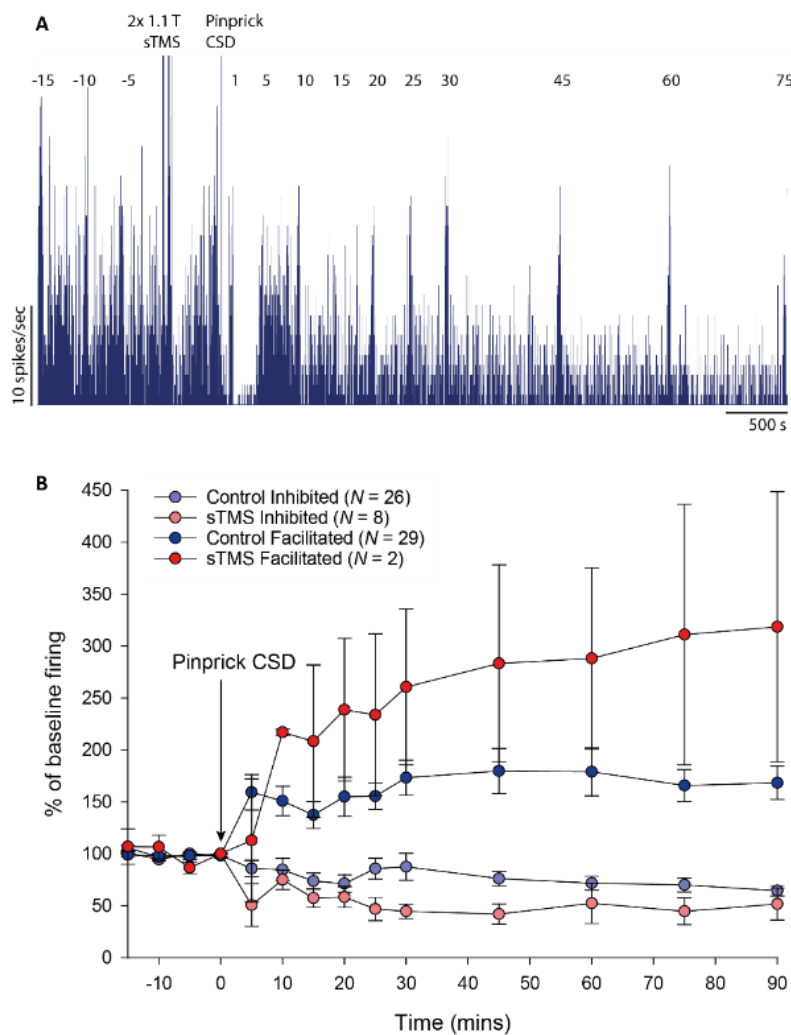 A
2x 1.1 T Pinprick
sTMS CSD
-15 -10 -5 1 5 10 15 20 25 30 45 60 75
10 spikes/sec
500 s
B
450
400
350
300
250
200
150
100
50
0
% of baseline firing
Control Inhibited (N = 26)
sTMS Inhibited (N = 8)
Control Facilitated (N = 29)
sTMS Facilitated (N = 2)
Pinprick CSD
-10 0 10 20 30 40 50 60 70 80 90
Time (mins)